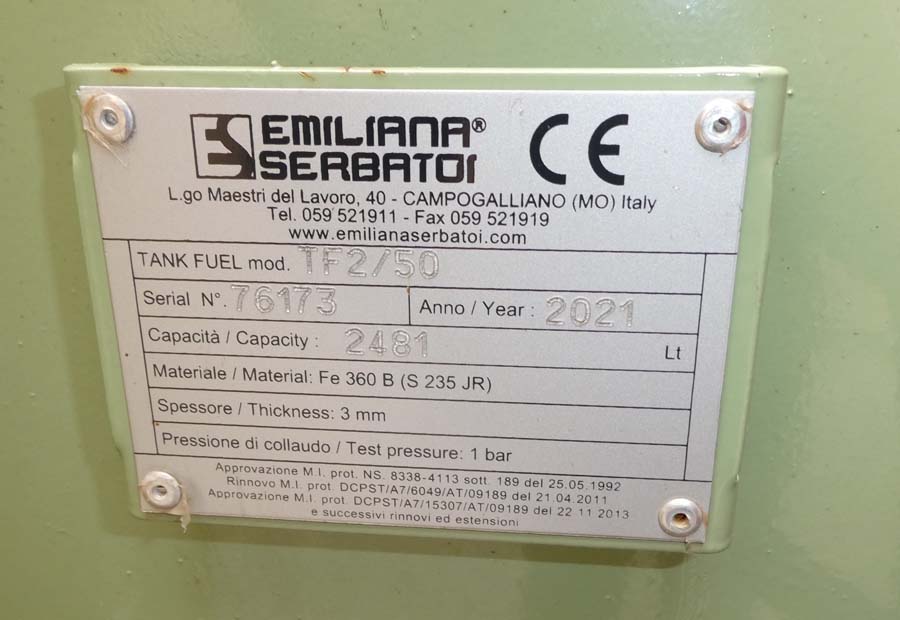 ES EMILIANA®
SERBATOI CE
L.go Maestri del Lavoro, 40 - CAMPOGALLIANO (MO) Italy
Tel. 059 521911 - Fax 059 521919
www.emilianaserbatoi.com
TANK FUEL mod. TF2/50
Serial N°. 76173 Anno / Year : 2021
Capacità / Capacity : 2481 Lt
Materiale / Material: Fe 360 B (S 235 JR)
Spessore / Thickness: 3 mm
Pressione di collaudo / Test pressure: 1 bar
Approvazione M.I. prot. NS. 8338-4113 sott. 189 del 25.05.1992
Rinnovo M.I. prot. DCPST/A7/6049/AT/09189 del 21.04.2011
Approvazione M.I. prot. DCPST/A7/15307/AT/09189 del 22 11 2013
e successivi rinnovi ed estensioni